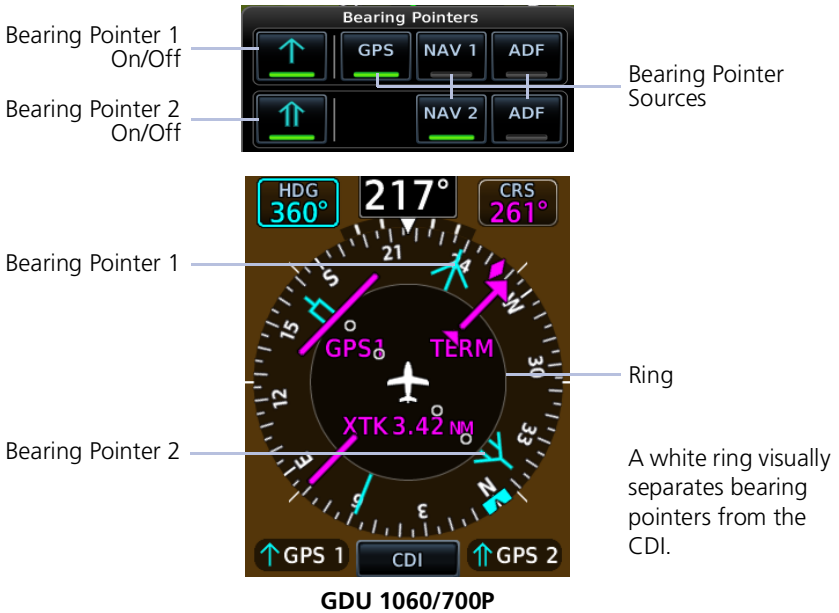 Bearing Pointers
Bearing Pointer 1
On/Off
GPS
NAV 1
ADF
Bearing Pointer
Sources
Bearing Pointer 2
On/Off
NAV 2
ADF
HDG
360°
217°
CRS
261°
Bearing Pointer 1
21
24
S
W
15
GPS1
TERM
30
Ring
12
XTK 3.42 NM
33
Bearing Pointer 2
E
N
6
3
A white ring visually
separates bearing
pointers from the
CDI.
GPS 1
CDI
GPS 2
GDU 1060/700P